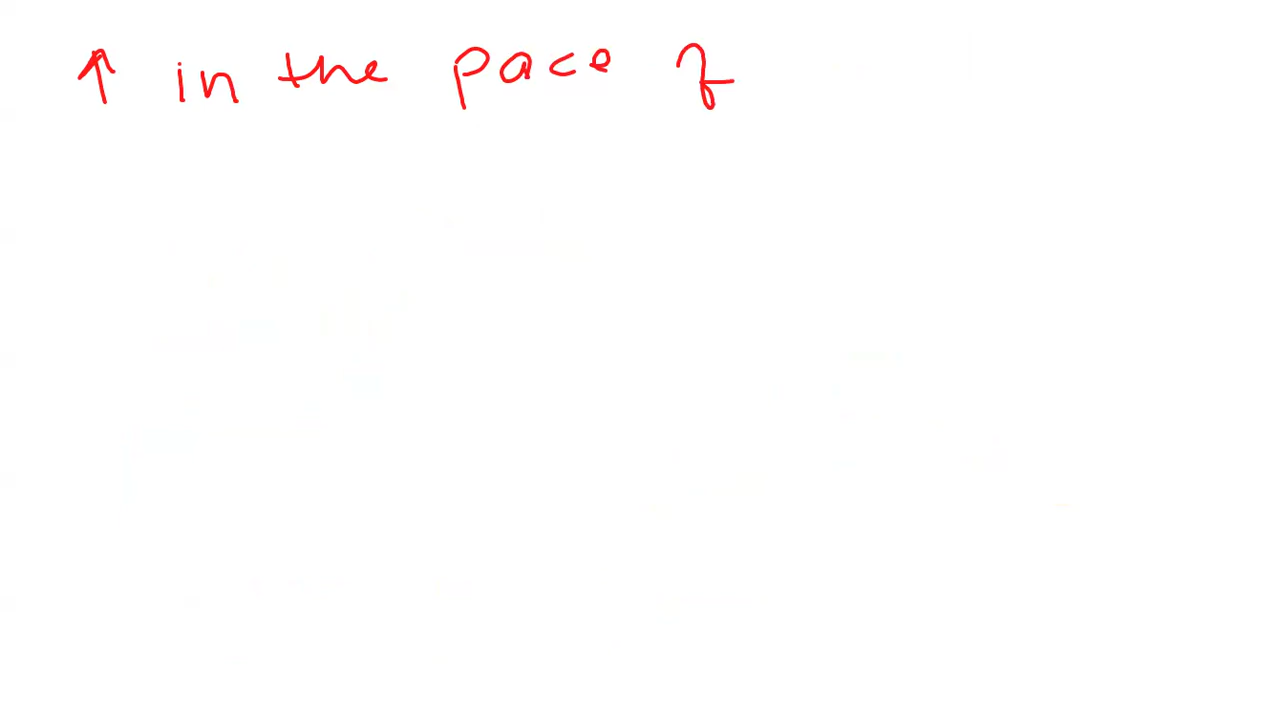 ↑ in the pace of